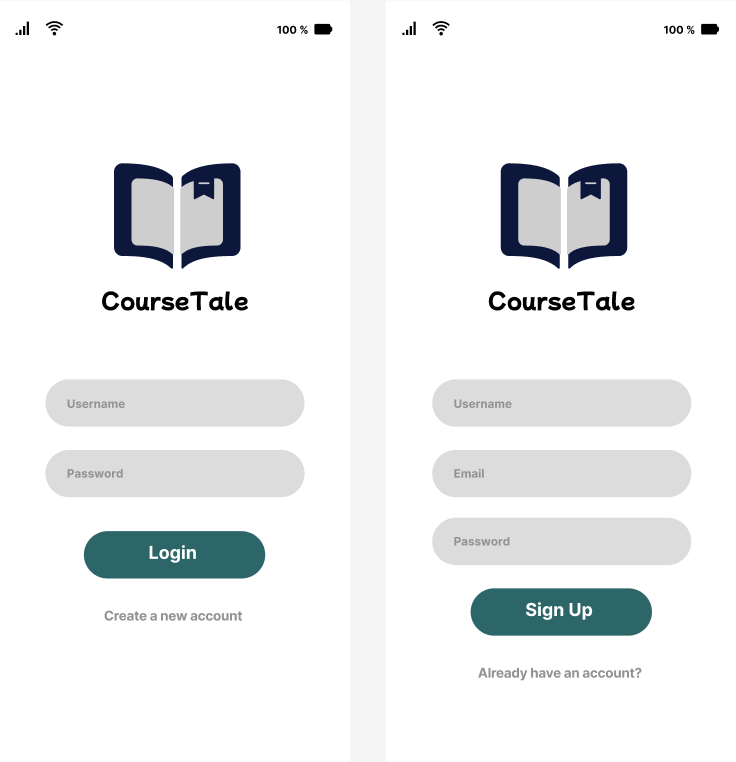 100 %
CourseTale
Username
Password
Login
Create a new account
100 %
CourseTale
Username
Email
Password
Sign Up
Already have an account?